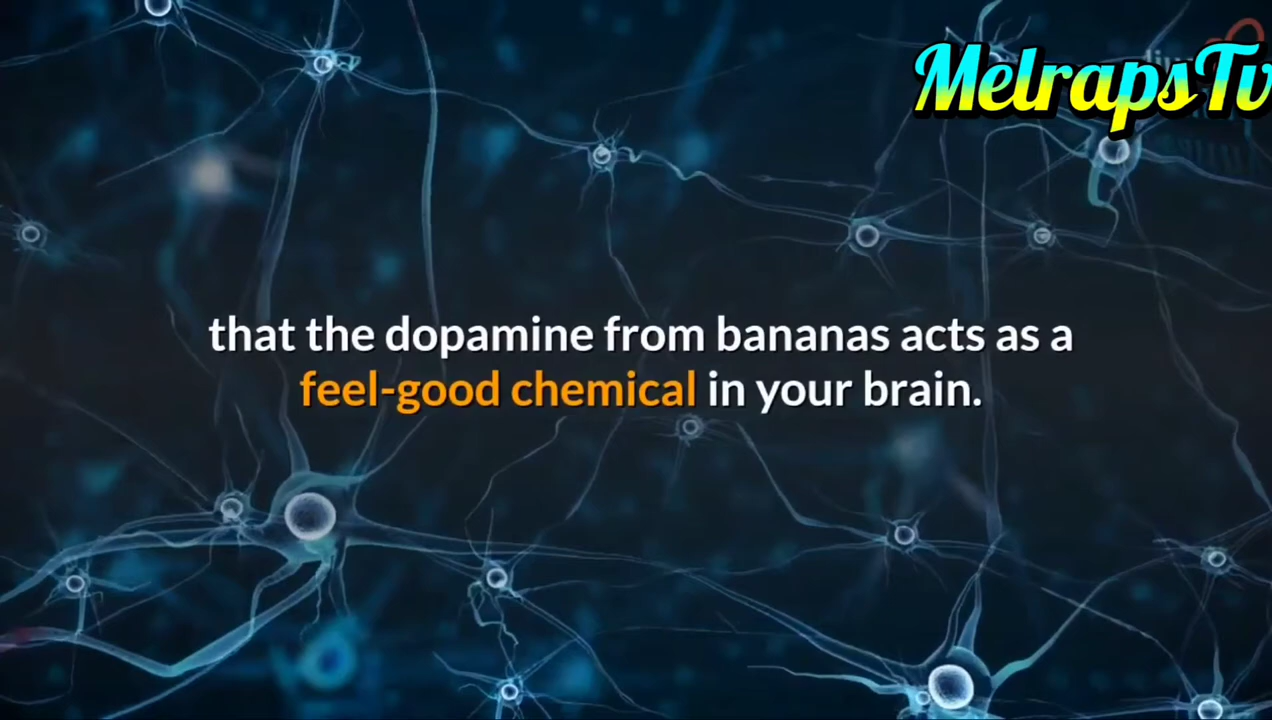 MelrapsTv
that the dopamine from bananas acts as a
feel-good chemical in your brain.